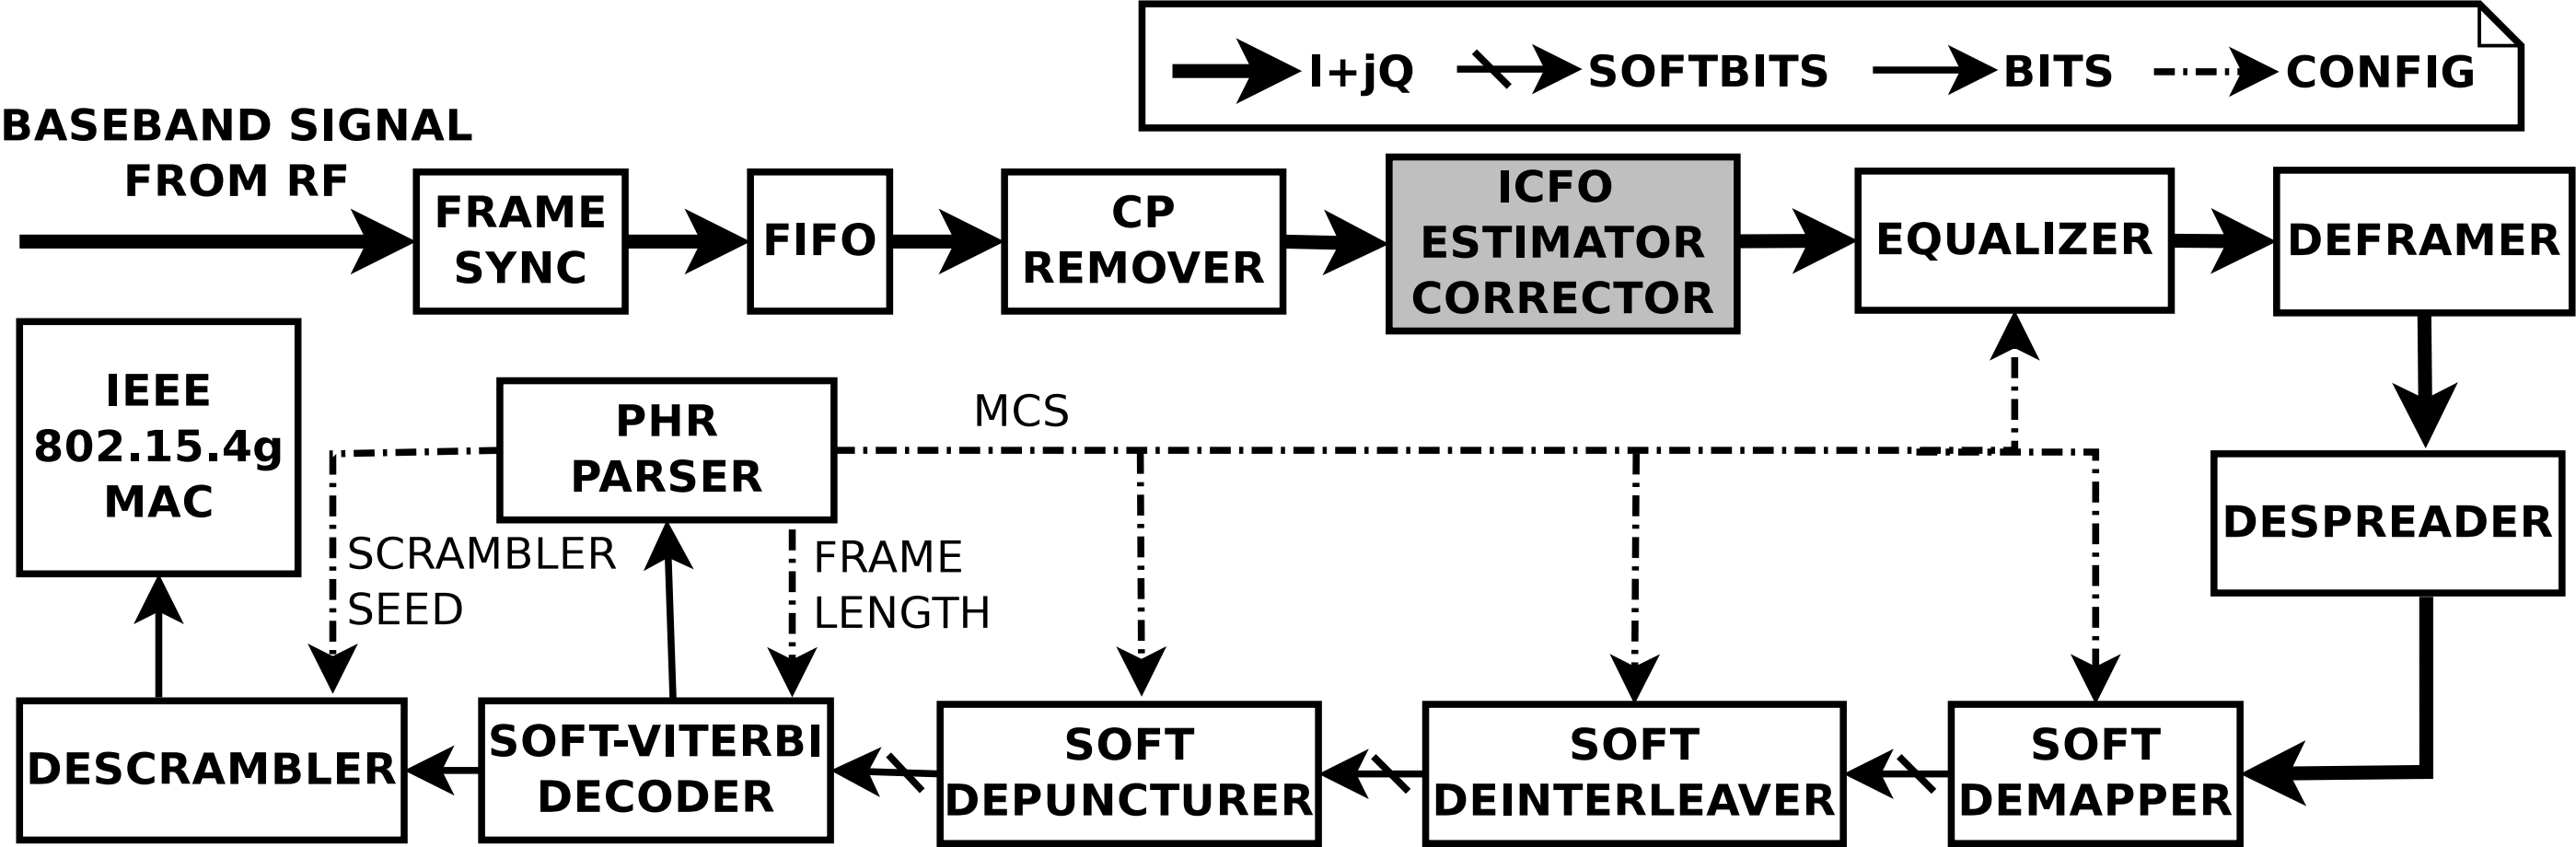 I+jQ
SOFTBITS
BITS
CONFIG
BASEBAND SIGNAL
FROM RF
FRAME
SYNC
FIFO
CP
REMOVER
ICFO
ESTIMATOR
CORRECTOR
EQUALIZER
DEFRAMER
IEEE
802.15.4g
MAC
PHR
PARSER
MCS
SCRAMBLER
SEED
FRAME
LENGTH
DESPREADER
DESCRAMBLER
SOFT-VITERBI
DECODER
SOFT
DEPUNCTURER
SOFT
DEINTERLEAVER
SOFT
DEMAPPER